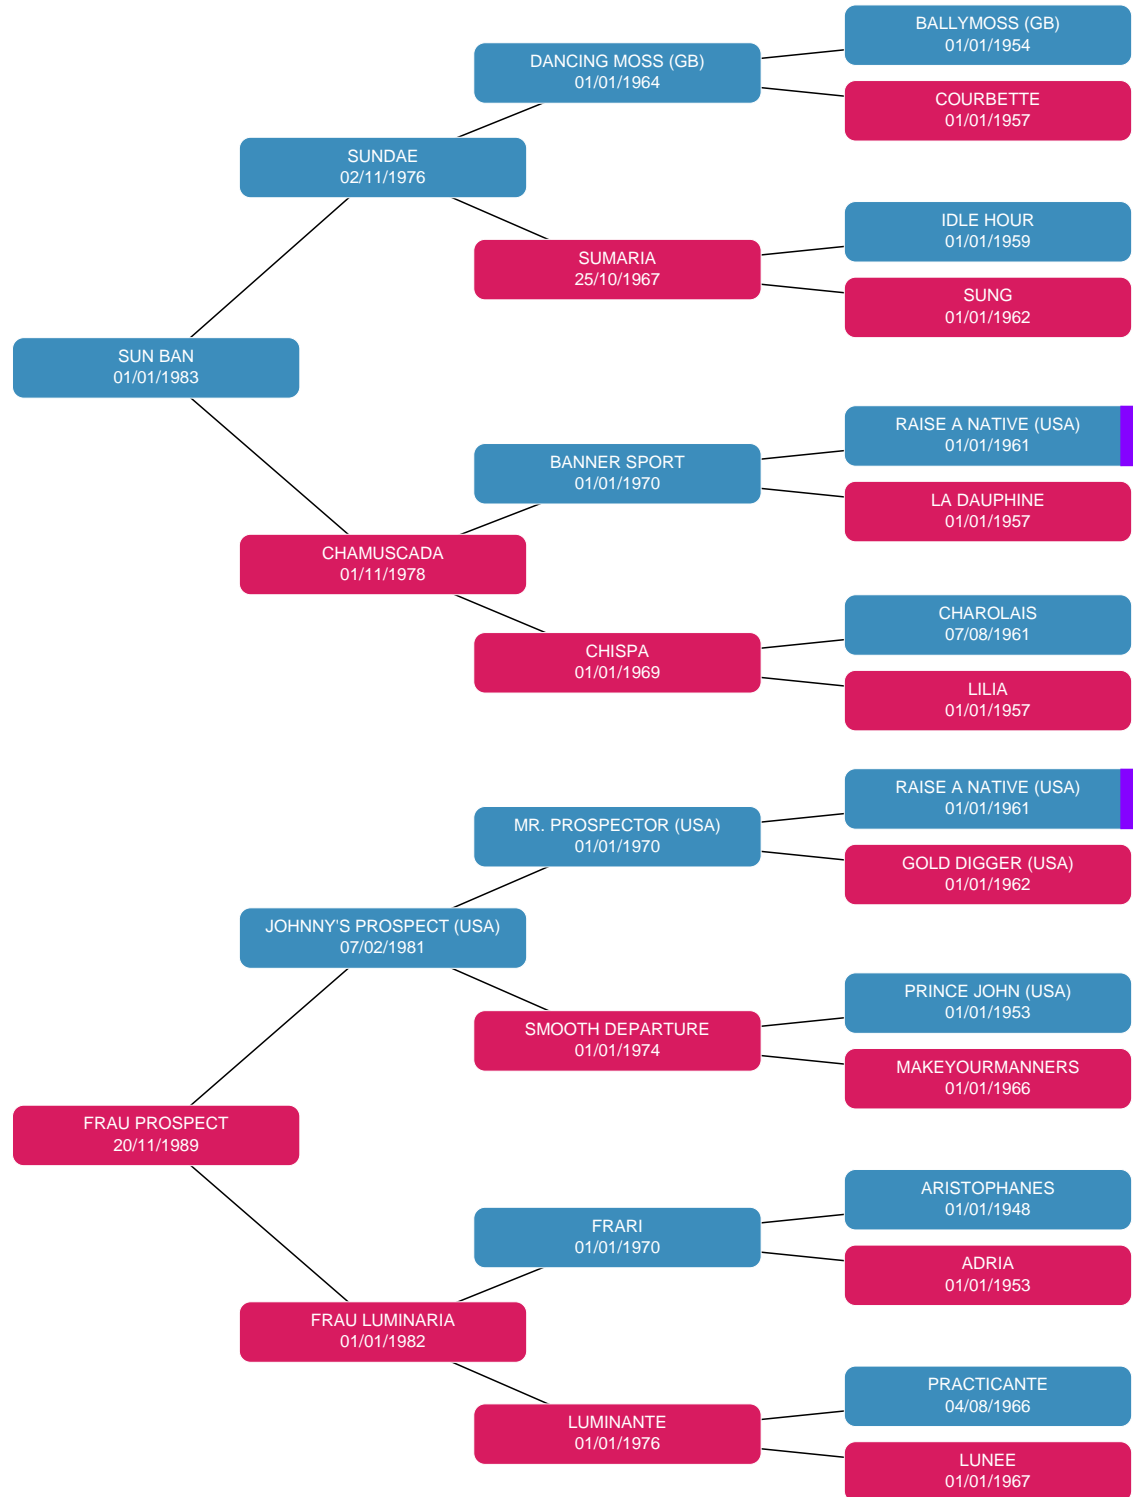 BALLYMOSS (GB)
01/01/1954
DANCING MOSS (GB)
01/01/1964
COURBETTE
01/01/1957
SUNDAE
02/11/1976
IDLE HOUR
01/01/1959
SUMARIA
25/10/1967
SUNG
01/01/1962
SUN BAN
01/01/1983
RAISE A NATIVE (USA)
01/01/1961
BANNER SPORT
01/01/1970
LA DAUPHINE
01/01/1957
CHAMUSCADA
01/11/1978
CHAROLAIS
07/08/1961
CHISPA
01/01/1969
LILIA
01/01/1957
RAISE A NATIVE (USA)
01/01/1961
MR. PROSPECTOR (USA)
01/01/1970
GOLD DIGGER (USA)
01/01/1962
JOHNNY'S PROSPECT (USA)
07/02/1981
PRINCE JOHN (USA)
01/01/1953
SMOOTH DEPARTURE
01/01/1974
MAKEYOURMANNERS
01/01/1966
FRAU PROSPECT
20/11/1989
ARISTOPHANES
01/01/1948
FRARI
01/01/1970
ADRIA
01/01/1953
FRAU LUMINARIA
01/01/1982
PRACTICANTE
04/08/1966
LUMINANTE
01/01/1976
LUNEE
01/01/1967